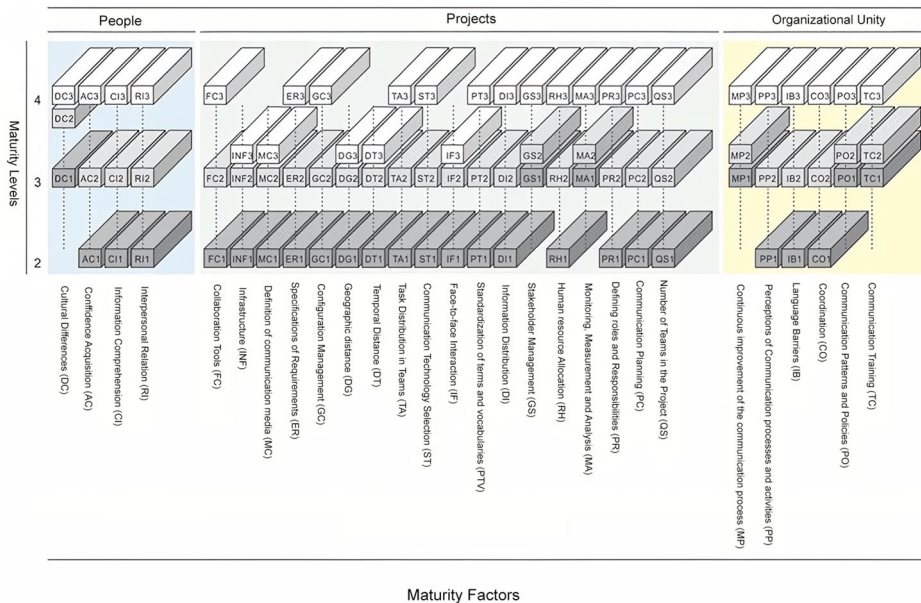 People
Projects
Organizational Unity
Maturity Levels
4
3
2
DC3 AC3 CI3 RI3
DC2
DC1 AC2 CI2 RI2
AC1 CI1 RI1
FC3 ER3 GC3 TA3 ST3 PT3 DI3 GS3 RH3 MA3 PR3 PC3 QS3
INF3 MC3 DG3 DT3 IF3 GS2 MA2
FC2 INF2 MC2 ER2 GC2 DG2 DT2 TA2 ST2 IF2 PT2 DI2 GS1 RH2 MA1 PR2 PC2 QS2
FC1 INF1 MC1 ER1 GC1 DG1 DT1 TA1 ST1 IF1 PT1 DI1 RH1 PR1 PC1 QS1
MP3 PP3 IB3 CO3 PO3 TC3
MP2 PO2 TC2
MP1 PP2 IB2 CO2 PO1 TC1
PP1 IB1 CO1
Cultural Differences (DC)
Conffidence Acquisition (AC)
Information Comprehension (CI)
Interpersonal Relation (RI)
Collaboration Tools (FC)
Infrastructure (INF)
Definition of communication media (MC)
Specifications of Requirements (ER)
Configuration Management (GC)
Geographic distance (DG)
Temporal Distance (DT)
Task Distribution in Teams (TA)
Communication Technology Selection (ST)
Face-to-face Interaction (IF)
Standardization of terms and vocabularies (PTV)
Information Distribution (DI)
Stakeholder Management (GS)
Human resource Allocation (RH)
Monitoring, Measurement and Analysis (MA)
Defining roles and Responsibilities (PR)
Communication Planning (PC)
Number of Teams in the Project (QS)
Continuous improvement of the communication process (MP)
Perceptions of Communication processes and activities (PP)
Language Barriers (IB)
Coordination (CO)
Communication Patterns and Policies (PO)
Communication Training (TC)
Maturity Factors